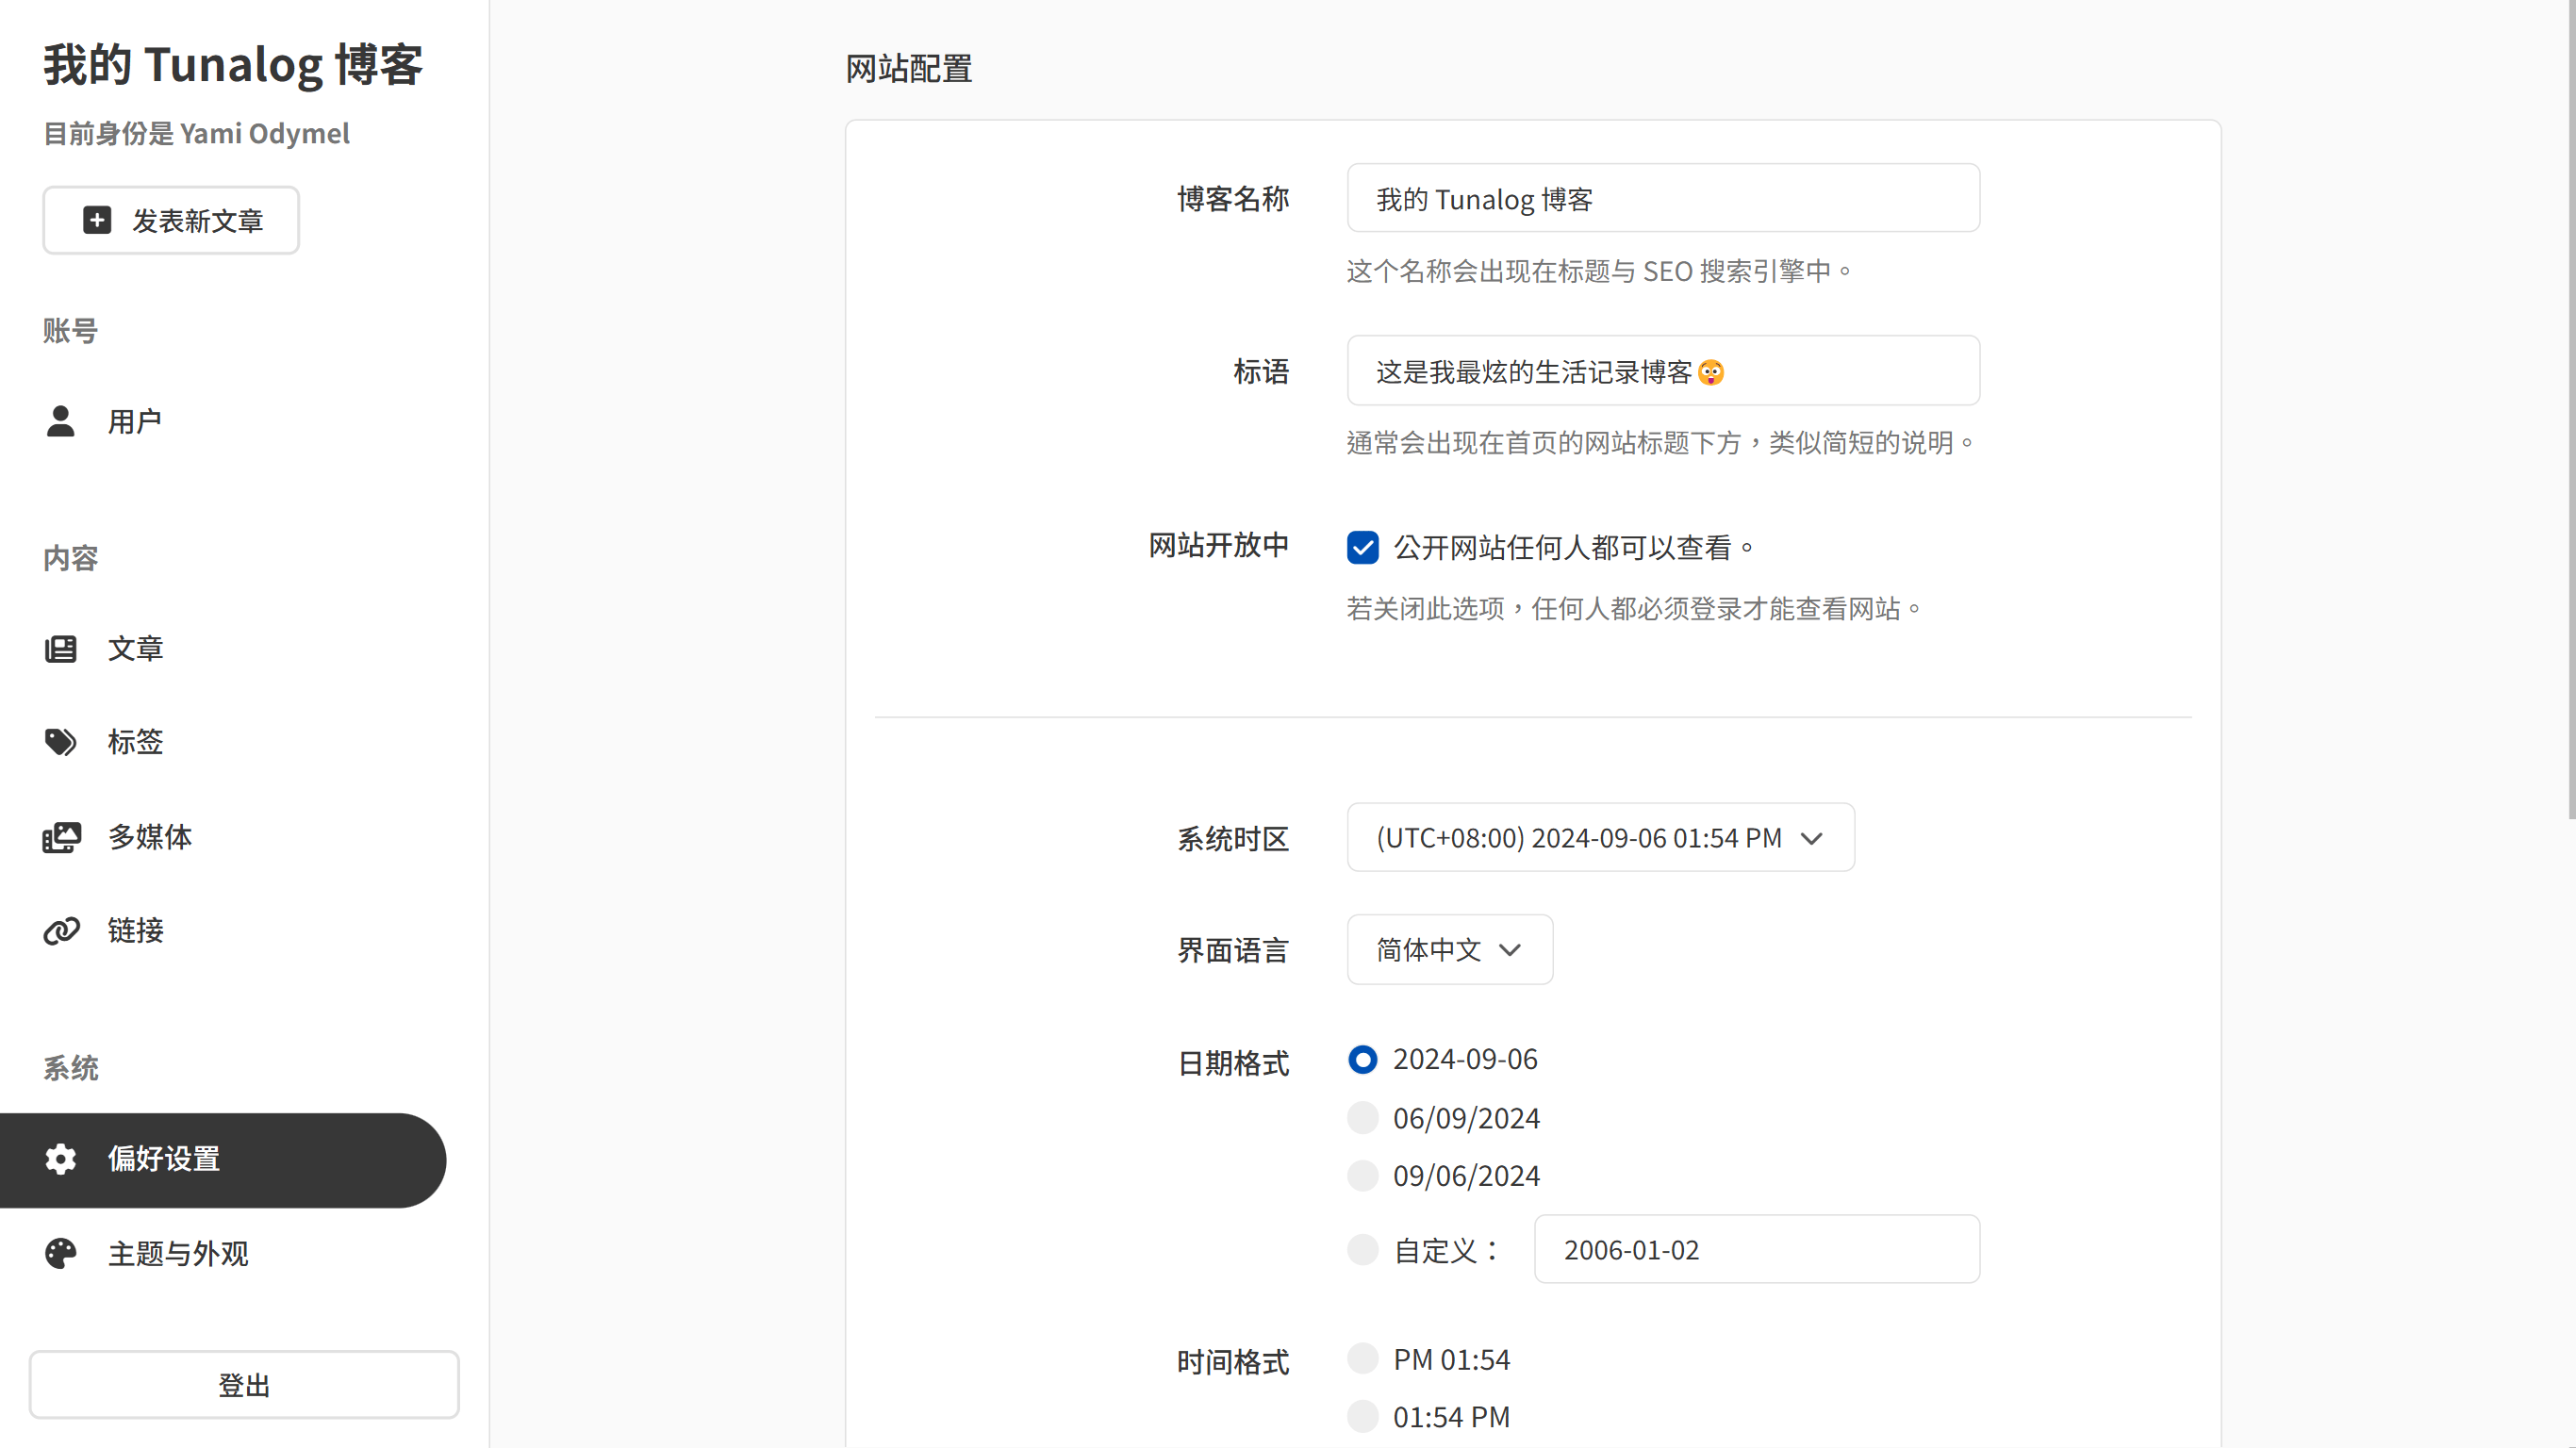 我的 Tunalog 博客
目前身份是 Yami Odymel
发表新文章
账号
用户
内容
文章
标签
多媒体
链接
系统
偏好设置
主题与外观
登出
网站配置
博客名称
我的 Tunalog 博客
这个名称会出现在标题与 SEO 搜索引擎中。
标语
这是我最炫的生活记录博客😲
通常会出现在首页的网站标题下方，类似简短的说明。
网站开放中
公开网站任何人都可以查看。
若关闭此选项，任何人都必须登录才能查看网站。
系统时区
(UTC+08:00) 2024-09-06 01:54 PM
界面语言
简体中文
日期格式
2024-09-06
06/09/2024
09/06/2024
自定义：
2006-01-02
时间格式
PM 01:54
01:54 PM